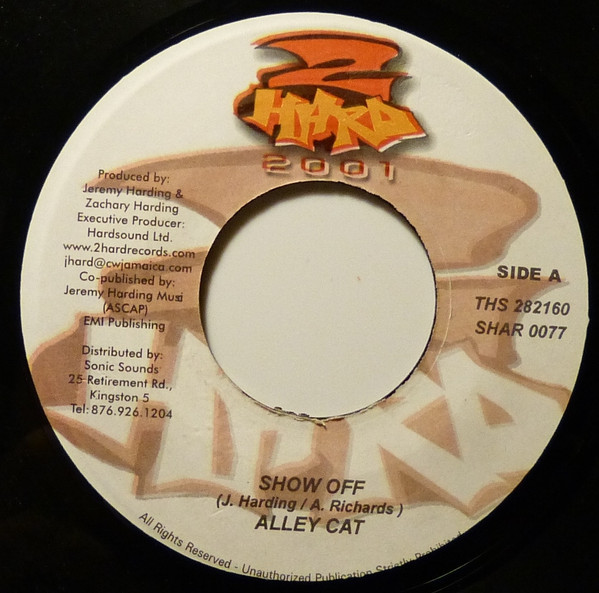 2
HARD
2001
Produced by:
Jeremy Harding &
Zachary Harding
Executive Producer:
Hardsound Ltd.
www.2hardrecords.com
jhard@cwjamaica.com
Co-published by:
Jeremy Harding Musi
(ASCAP)
EMI Publishing
Distributed by:
Sonic Sounds
25 Retirement Rd.,
Kingston 5
Tel: 876.926.1204
SIDE A
THS 282160
SHAR 0077
SHOW OFF
(J. Harding / A. Richards )
ALLEY CAT
All Rights Reserved - Unauthorized Publication Strictly Prohibited